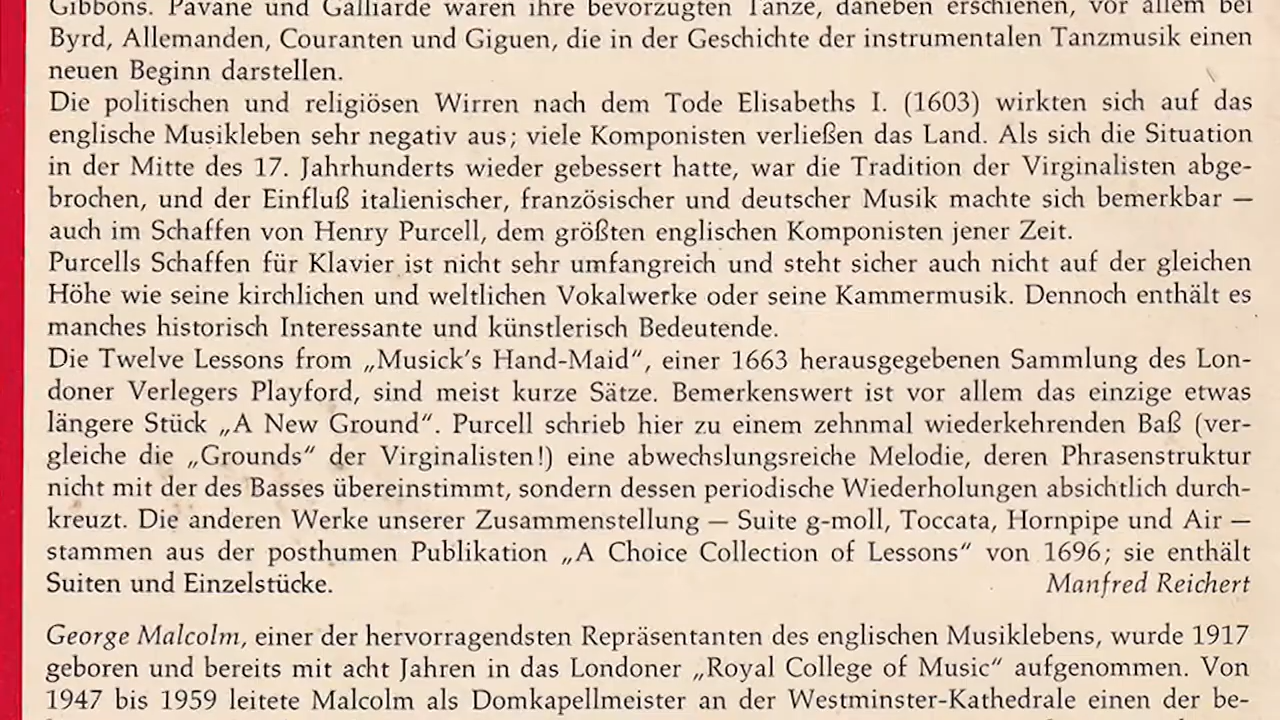 Gibbons. Pavane und Galliarde waren ihre bevorzugten Tänze, daneben erschienen, vor allem bei
Byrd, Allemanden, Couranten und Giguen, die in der Geschichte der instrumentalen Tanzmusik einen
neuen Beginn darstellen.
Die politischen und religiösen Wirren nach dem Tode Elisabeths I. (1603) wirkten sich auf das
englische Musikleben sehr negativ aus; viele Komponisten verließen das Land. Als sich die Situation
in der Mitte des 17. Jahrhunderts wieder gebessert hatte, war die Tradition der Virginalisten abge-
brochen, und der Einfluß italienischer, französischer und deutscher Musik machte sich bemerkbar —
auch im Schaffen von Henry Purcell, dem größten englischen Komponisten jener Zeit.
Purcells Schaffen für Klavier ist nicht sehr umfangreich und steht sicher auch nicht auf der gleichen
Höhe wie seine kirchlichen und weltlichen Vokalwerke oder seine Kammermusik. Dennoch enthält es
manches historisch Interessante und künstlerisch Bedeutende.
Die Twelve Lessons from „Musick's Hand-Maid“, einer 1663 herausgegebenen Sammlung des Lon-
doner Verlegers Playford, sind meist kurze Sätze. Bemerkenswert ist vor allem das einzige etwas
längere Stück „A New Ground“. Purcell schrieb hier zu einem zehnmal wiederkehrenden Baß (ver-
gleiche die „Grounds“ der Virginalisten!) eine abwechslungsreiche Melodie, deren Phrasenstruktur
nicht mit der des Basses übereinstimmt, sondern dessen periodische Wiederholungen absichtlich durch-
kreuzt. Die anderen Werke unserer Zusammenstellung — Suite g-moll, Toccata, Hornpipe und Air —
stammen aus der posthumen Publikation „A Choice Collection of Lessons“ von 1696; sie enthält
Suiten und Einzelstücke. Manfred Reichert
George Malcolm, einer der hervorragendsten Repräsentanten des englischen Musiklebens, wurde 1917
geboren und bereits mit acht Jahren in das Londoner „Royal College of Music“ aufgenommen. Von
1947 bis 1959 leitete Malcolm als Domkapellmeister an der Westminster-Kathedrale einen der be-